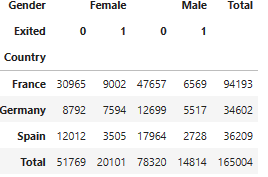 Gender Female Male Total
Exited 0 1 0 1
Country
France 30965 9002 47657 6569 94193
Germany 8792 7594 12699 5517 34602
Spain 12012 3505 17964 2728 36209
Total 51769 20101 78320 14814 165004